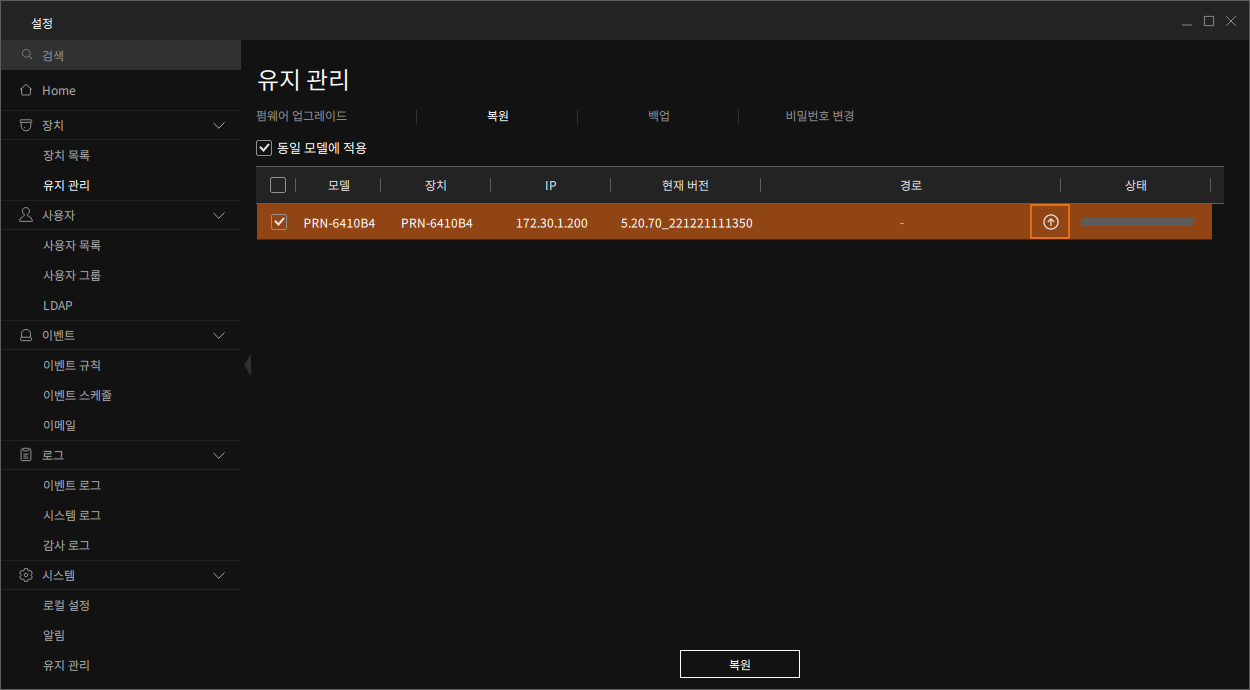 설정
검색
Home
장치
장치 목록
유지 관리
사용자
사용자 목록
사용자 그룹
LDAP
이벤트
이벤트 규칙
이벤트 스케줄
이메일
로그
이벤트 로그
시스템 로그
감사 로그
시스템
로컬 설정
알림
유지 관리
유지 관리
펌웨어 업그레이드 복원 백업 비밀번호 변경
동일 모델에 적용
모델 장치 IP 현재 버전 경로 상태
PRN-6410B4 PRN-6410B4 172.30.1.200 5.20.70_221221111350 -
복원